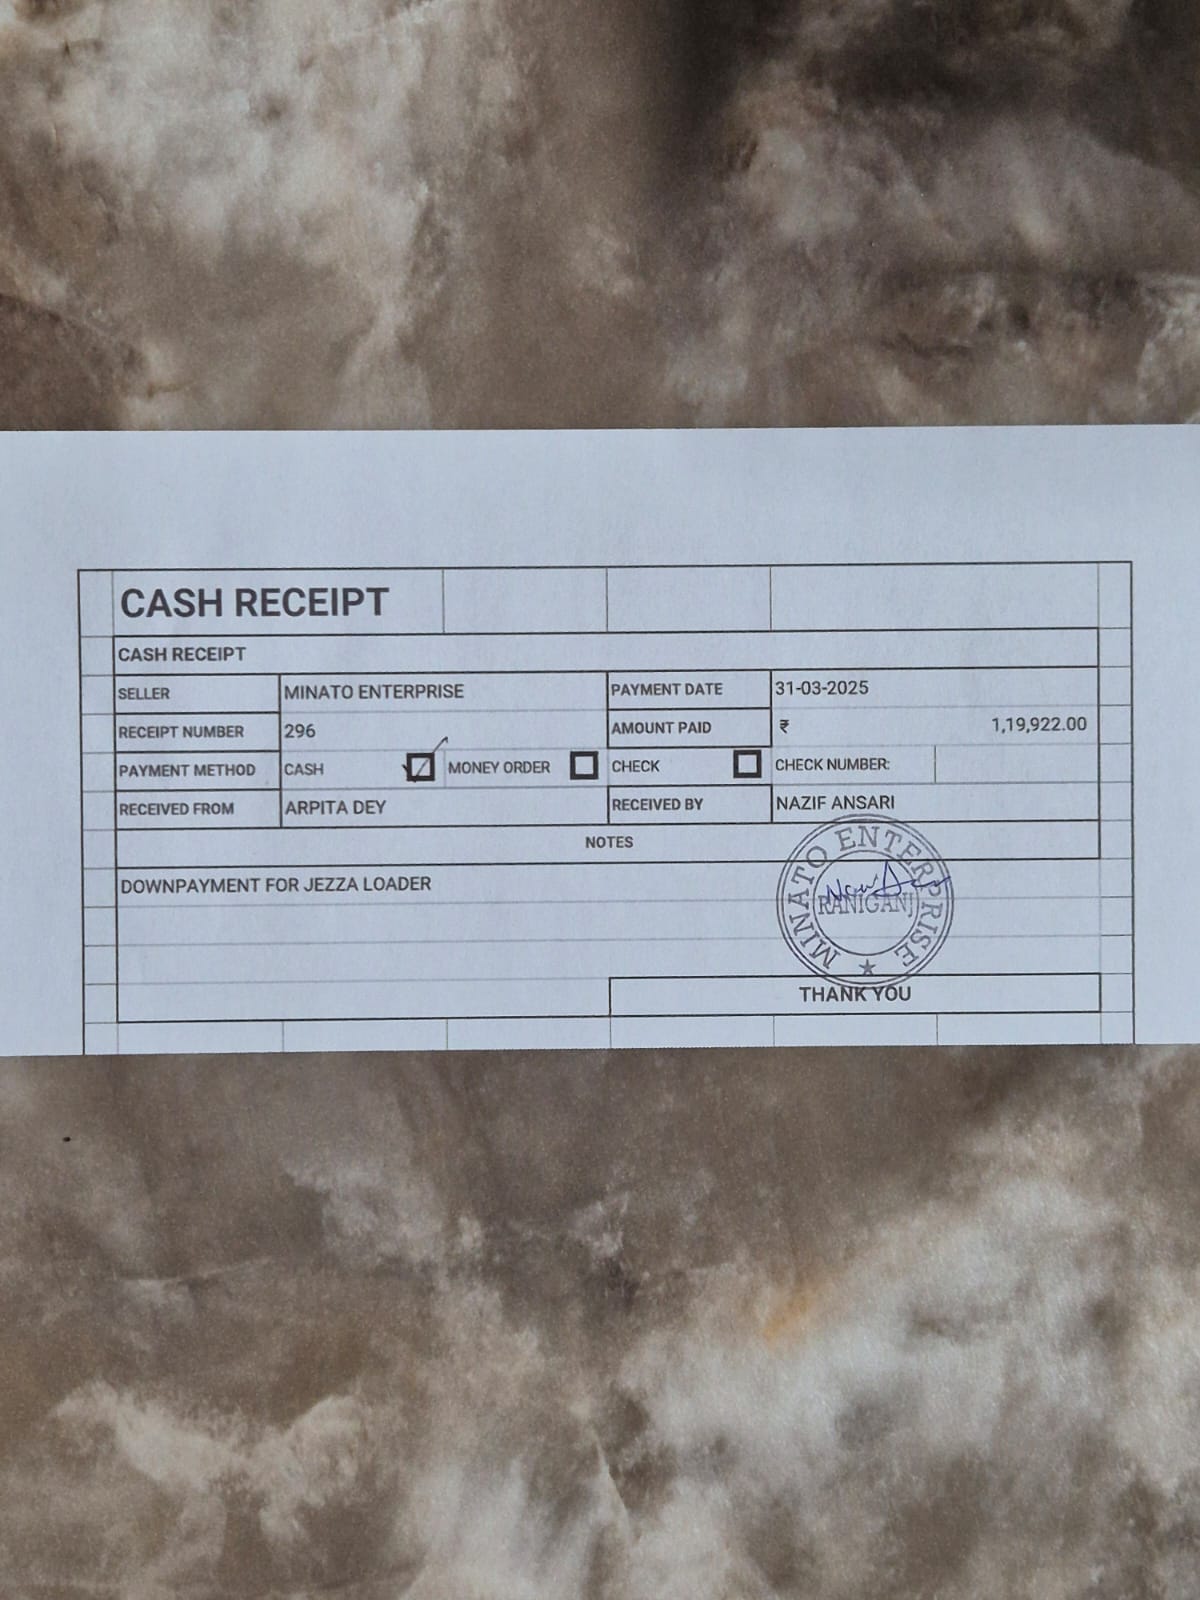 CASH RECEIPT
CASH RECEIPT
SELLER MINATO ENTERPRISE PAYMENT DATE 31-03-2025
RECEIPT NUMBER 296 AMOUNT PAID ₹ 1,19,922.00
PAYMENT METHOD CASH MONEY ORDER CHECK CHECK NUMBER:
RECEIVED FROM ARPITA DEY RECEIVED BY NAZIF ANSARI
NOTES
DOWNPAYMENT FOR JEZZA LOADER
MINATO ENTERPRISE
RANIGANJ
THANK YOU